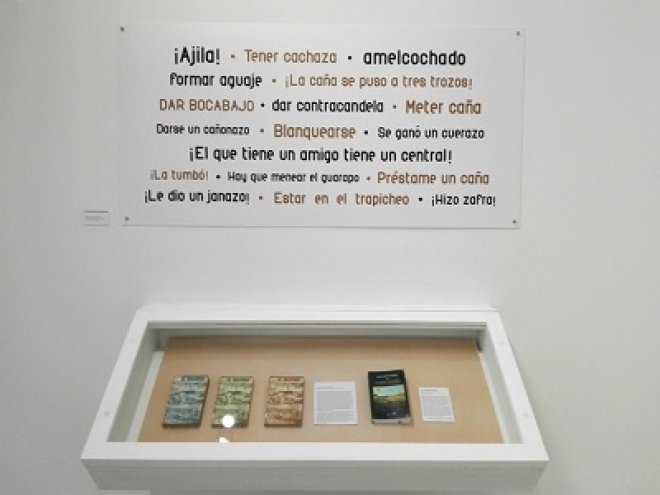 ¡Ajila! • Tener cachaza • amelcochado
formar aguaje • ¡La caña se puso a tres trozos!
DAR BOCABAJO • dar contracandela • Meter caña
Darse un cañonazo • Blanquearse • Se ganó un cuerazo
¡El que tiene un amigo tiene un central!
¡La tumbó! • Hay que menear el guarapo • Préstame un caña
¡Le dio un janazo! • Estar en el trapicheo • ¡Hizo zafra!